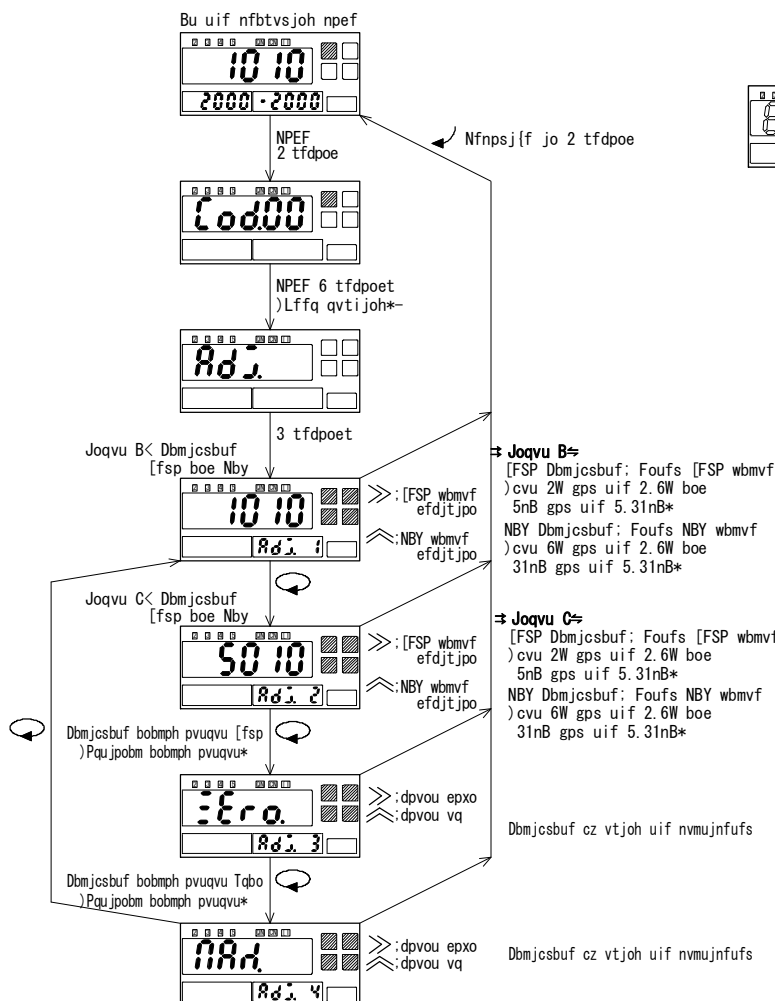 Bu uif nfbtvsjoh npef
1010
2000 -2000
NPEF
2 tfdpoe
Nfnpsj{f jo 2 tfdpoe
Cod.00
NPEF 6 tfdpoet
)Lffq qvtijoh*-
Adj.
3 tfdpoet
Joqvu B< Dbmjcsbuf
[fsp boe Nby
1010
Adj. 1
≫;[FSP wbmvf
efdjtjpo
︽;NBY wbmvf
efdjtjpo
⇉ Joqvu B⇋
[FSP Dbmjcsbuf; Foufs [FSP wbmvf
)cvu 2W gps uif 2.6W boe
5nB gps uif 5.31nB*
NBY Dbmjcsbuf; Foufs NBY wbmvf
)cvu 6W gps uif 2.6W boe
31nB gps uif 5.31nB*
Joqvu C< Dbmjcsbuf
[fsp boe Nby
5010
Adj. 2
≫;[FSP wbmvf
efdjtjpo
︽;NBY wbmvf
efdjtjpo
⇉ Joqvu C⇋
[FSP Dbmjcsbuf; Foufs [FSP wbmvf
)cvu 2W gps uif 2.6W boe
5nB gps uif 5.31nB*
NBY Dbmjcsbuf; Foufs NBY wbmvf
)cvu 6W gps uif 2.6W boe
31nB gps uif 5.31nB*
Dbmjcsbuf bobmph pvuqvu [fsp
)Pqujpobm bobmph pvuqvu*
Adj. 3
≫;dpvou epxo
︽;dpvou vq
Dbmjcsbuf cz vtjoh uif nvmujnfufs
Dbmjcsbuf bobmph pvuqvu Tqbo
)Pqujpobm bobmph pvuqvu*
Adj. 4
≫;dpvou epxo
︽;dpvou vq
Dbmjcsbuf cz vtjoh uif nvmujnfufs